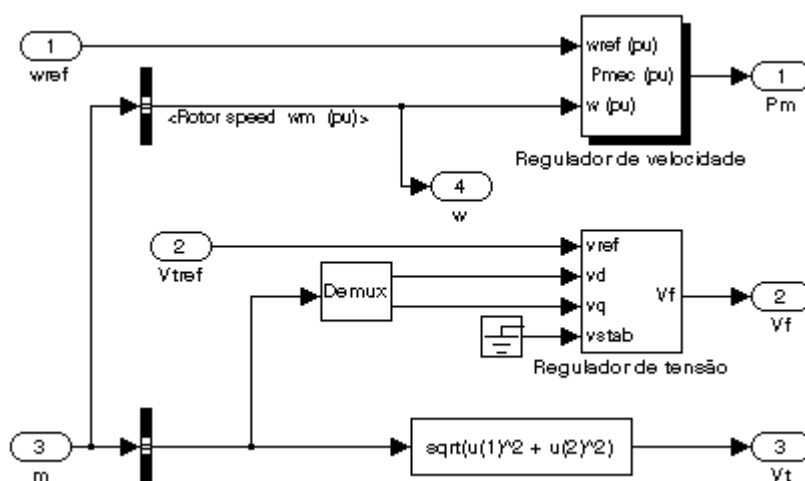 1
wref
wref (pu)
Pmec (pu)
w (pu)
1
Pm
<Rotor speed wm (pu)>
Regulador de velocidade
4
w
2
Vtref
Demux
vref
vd
vq
vstab
Vf
2
Vf
Regulador de tensão
3
m
sqrt(u(1)^2 + u(2)^2)
3
Vt